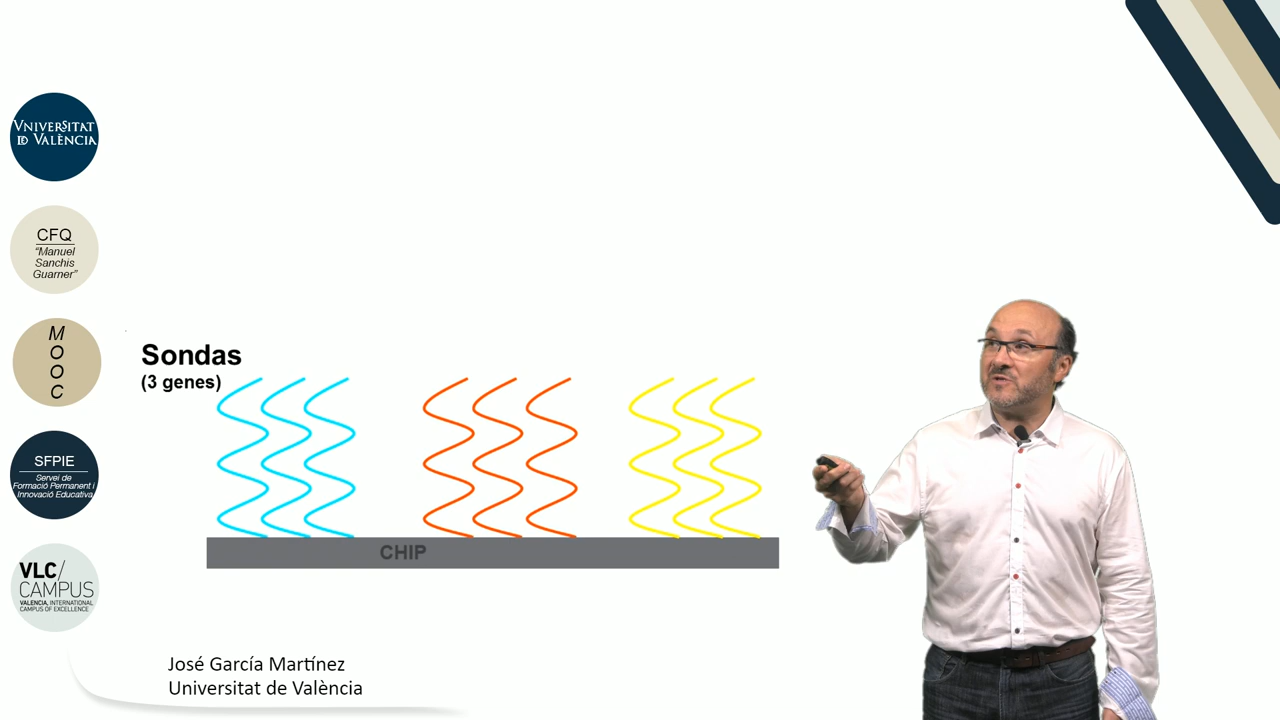 VNIVERSITAT
ID VALÈNCIA
CFQ
“Manuel
Sanchis
Guarner”
M
O
O
C
SFPIE
Servei de
Formació Permanent i
Innovació Educativa
VLC/
CAMPUS
VALENCIA, INTERNATIONAL
CAMPUS OF EXCELLENCE
Sondas
(3 genes)
CHIP
José García Martínez
Universitat de València